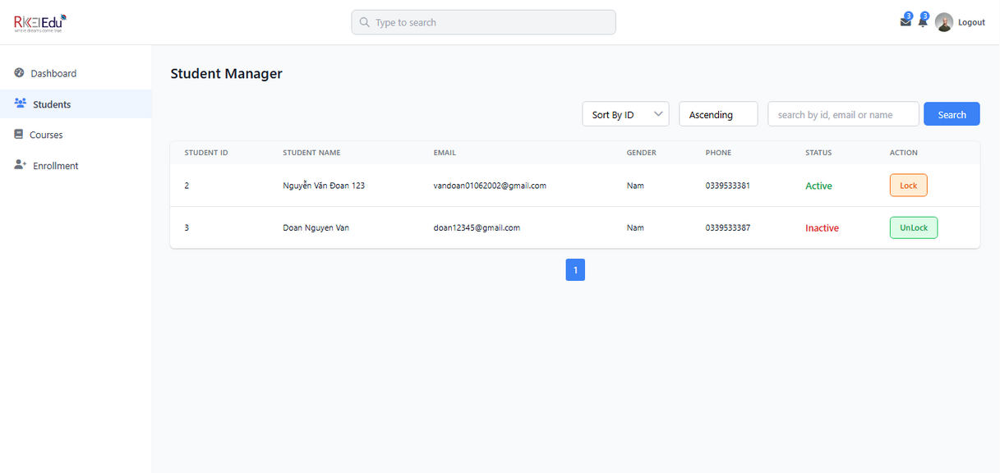 RIKKEI Edu
where dreams come true
Type to search
3
3
Logout
Dashboard
Students
Courses
Enrollment
Student Manager
Sort By ID
Ascending
search by id, email or name
Search
STUDENT ID STUDENT NAME EMAIL GENDER PHONE STATUS ACTION
2 Nguyễn Văn Đoan 123 vandoan01062002@gmail.com Nam 0339533381 Active Lock
3 Doan Nguyen Van doan12345@gmail.com Nam 0339533387 Inactive UnLock
1